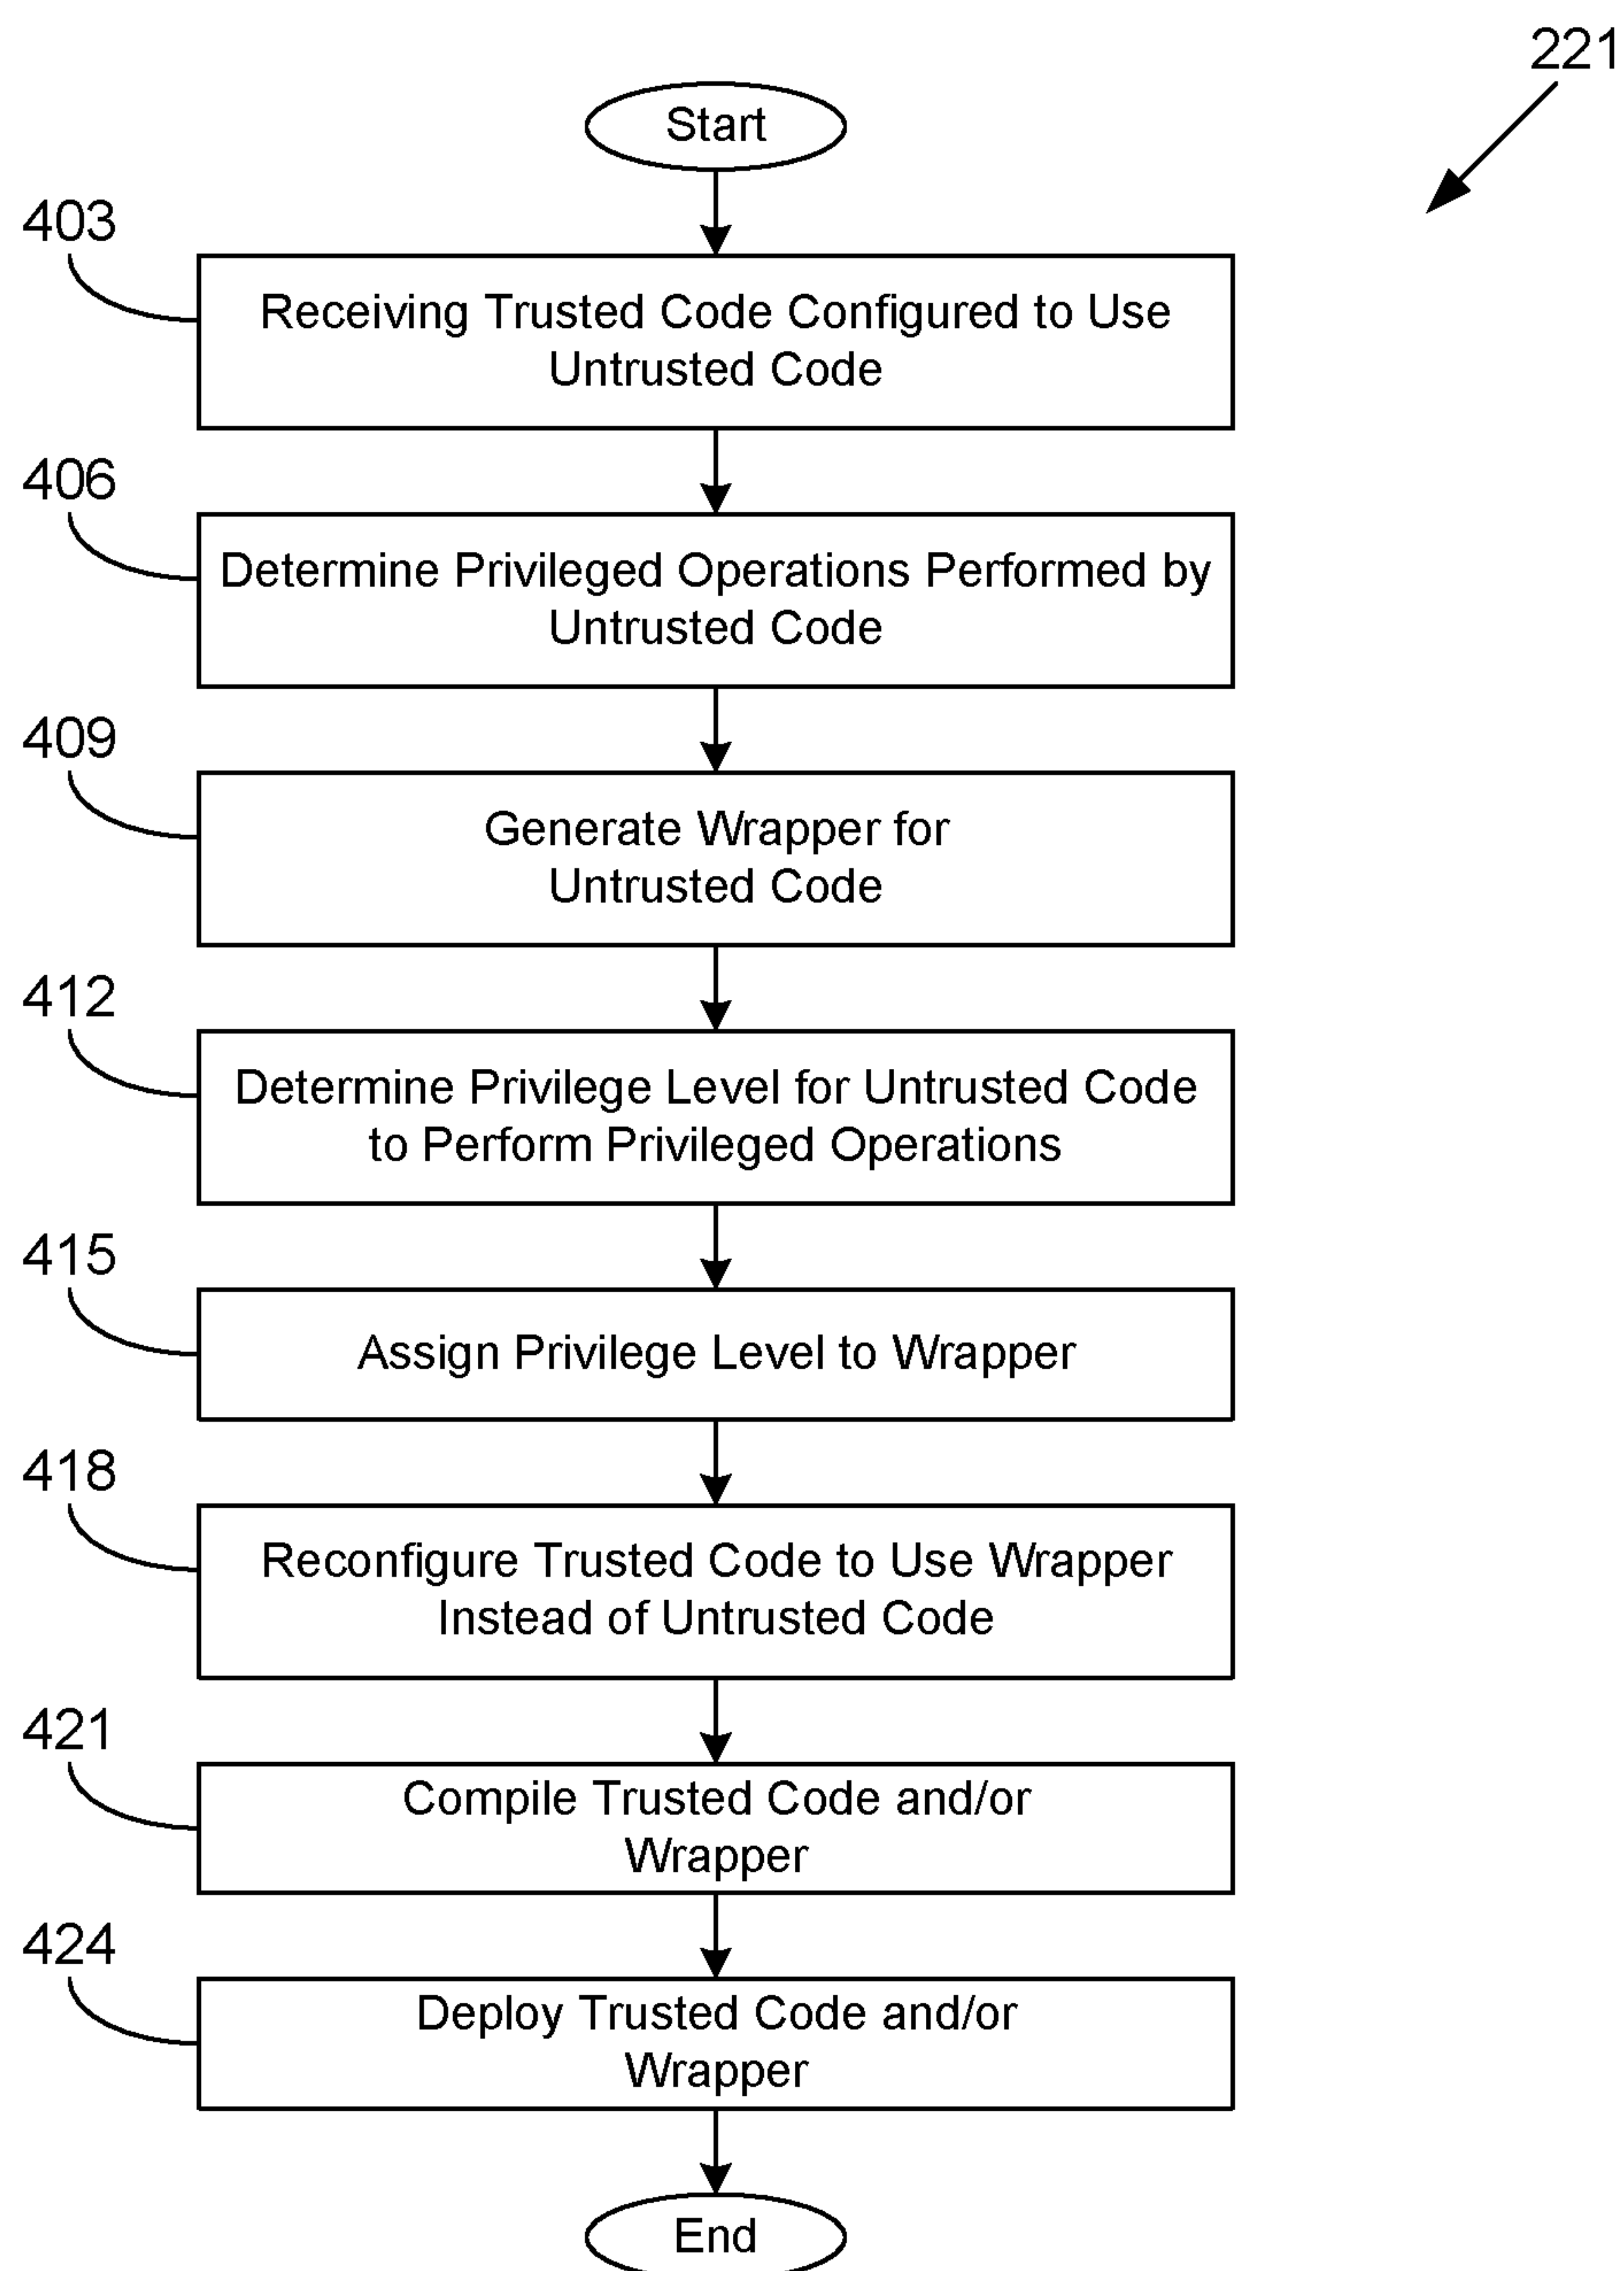 221
Start
403
Receiving Trusted Code Configured to Use
Untrusted Code
406
Determine Privileged Operations Performed by
Untrusted Code
409
Generate Wrapper for
Untrusted Code
412
Determine Privilege Level for Untrusted Code
to Perform Privileged Operations
415
Assign Privilege Level to Wrapper
418
Reconfigure Trusted Code to Use Wrapper
Instead of Untrusted Code
421
Compile Trusted Code and/or
Wrapper
424
Deploy Trusted Code and/or
Wrapper
End